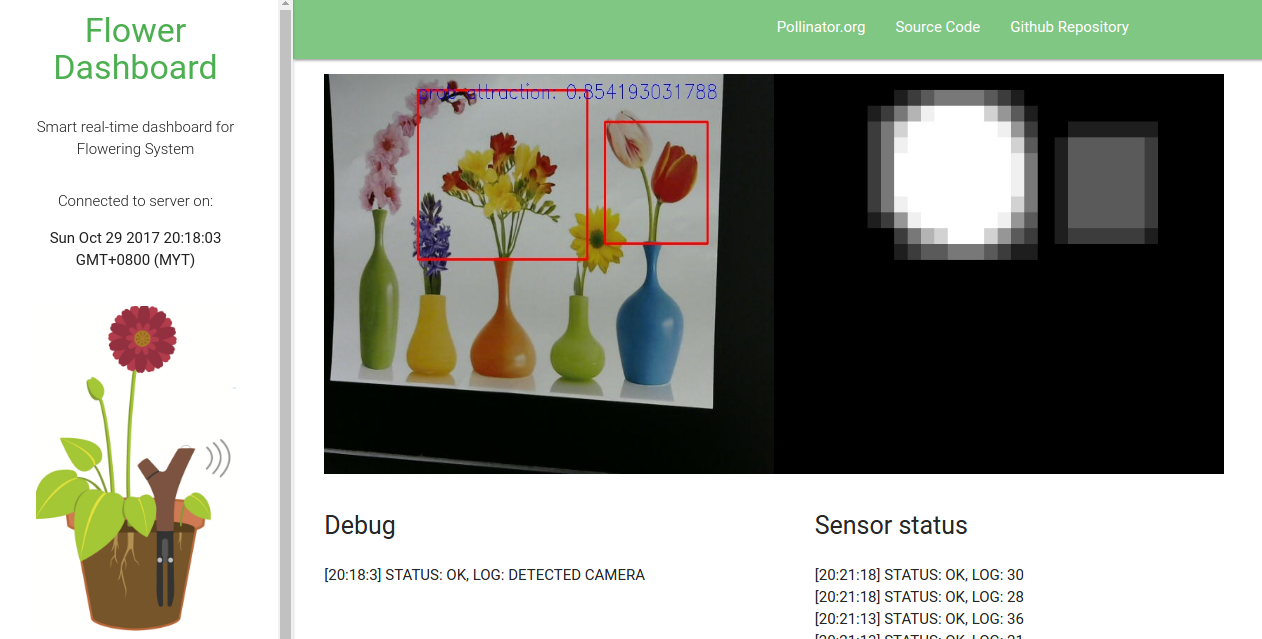 Flower
Dashboard
Smart real-time dashboard for
Flowering System
Connected to server on:
Sun Oct 29 2017 20:18:03
GMT+0800 (MYT)
Pollinator.org Source Code Github Repository
attraction: 0.854193031788
Debug
[20:18:3] STATUS: OK, LOG: DETECTED CAMERA
Sensor status
[20:21:18] STATUS: OK, LOG: 30
[20:21:18] STATUS: OK, LOG: 28
[20:21:13] STATUS: OK, LOG: 36